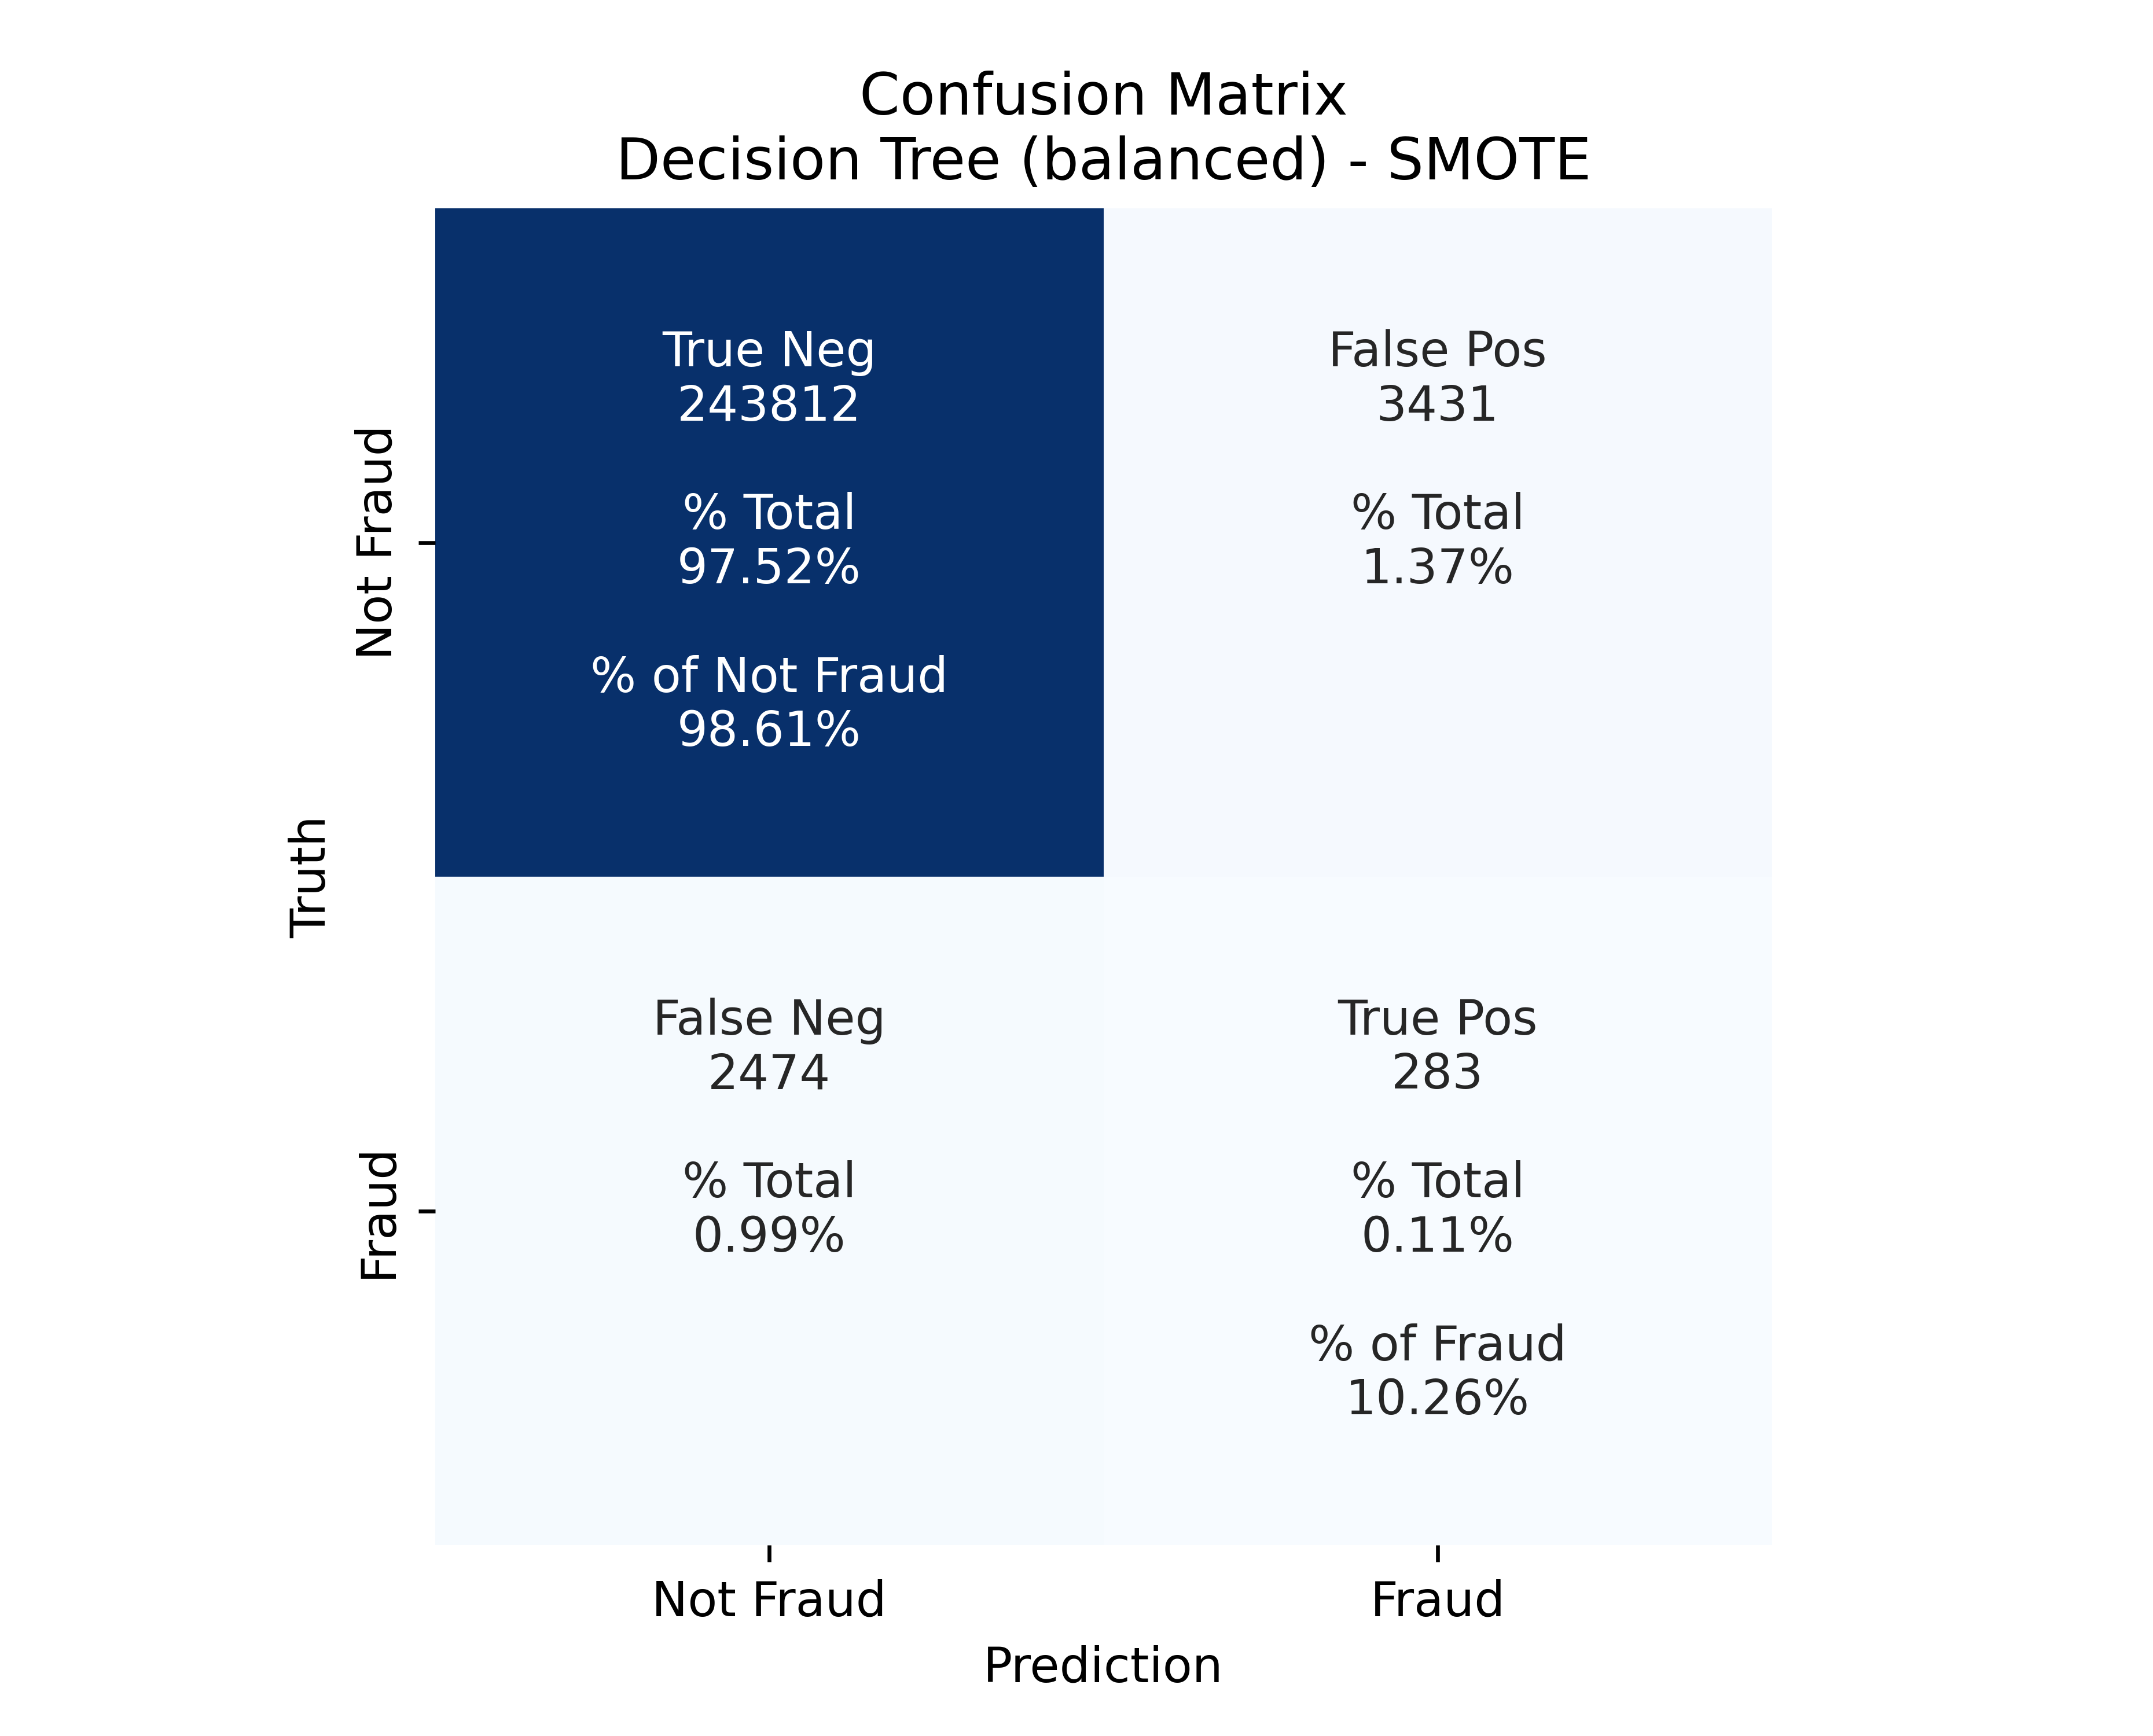 Confusion Matrix
Decision Tree (balanced) - SMOTE
True Neg
243812
% Total
97.52%
% of Not Fraud
98.61%
False Pos
3431
% Total
1.37%
False Neg
2474
% Total
0.99%
True Pos
283
% Total
0.11%
% of Fraud
10.26%
Not Fraud
Fraud
Truth
Not Fraud
Fraud
Prediction